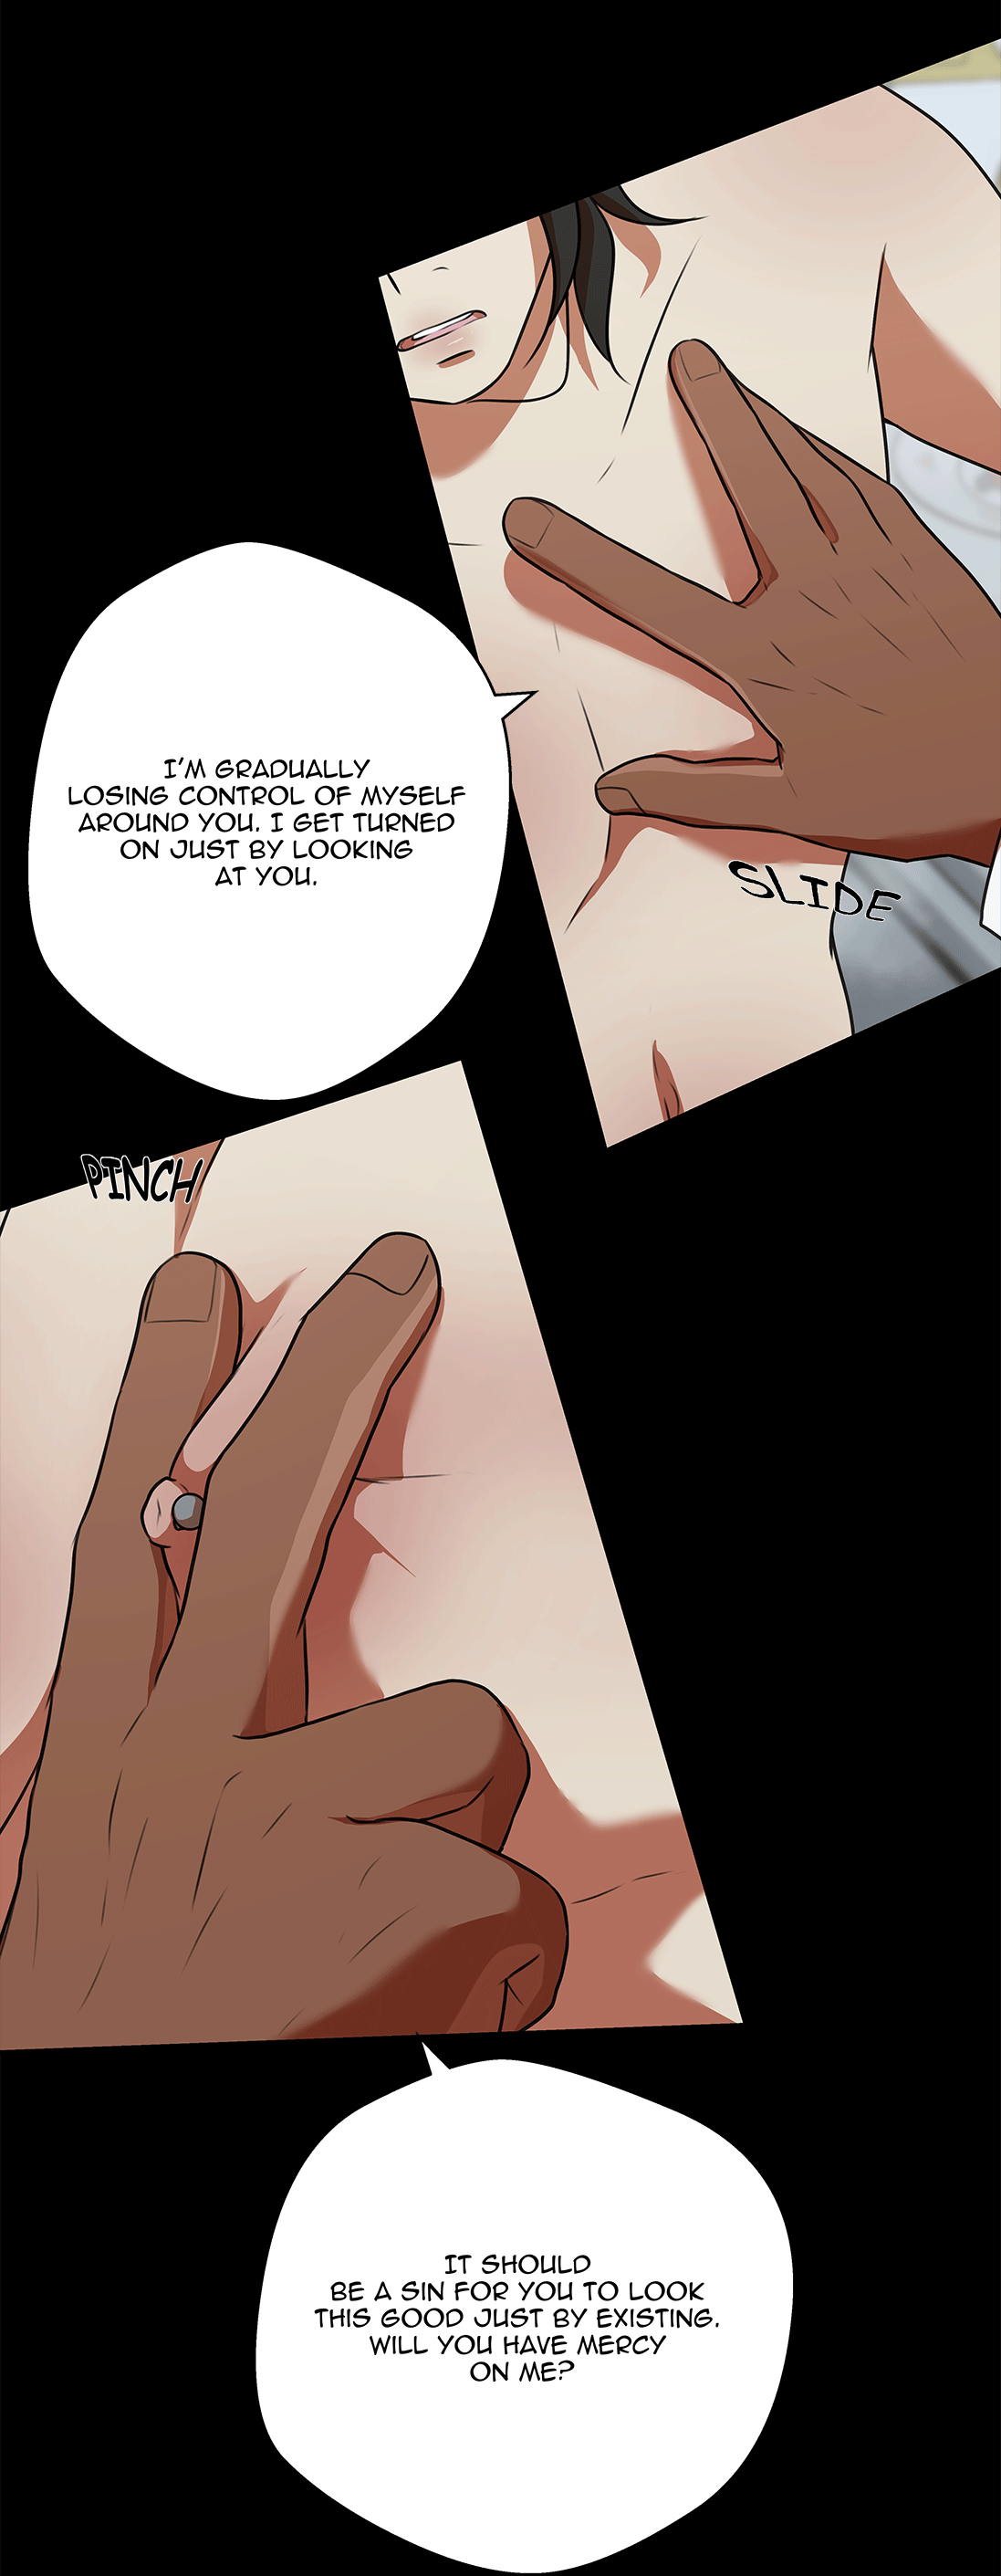 I'M GRADUALLY
LOSING CONTROL OF MYSELF
AROUND YOU. I GET TURNED
ON JUST BY LOOKING
AT YOU.
SLIDE
PINCH
IT SHOULD
BE A SIN FOR YOU TO LOOK
THIS GOOD JUST BY EXISTING.
WILL YOU HAVE MERCY
ON ME?